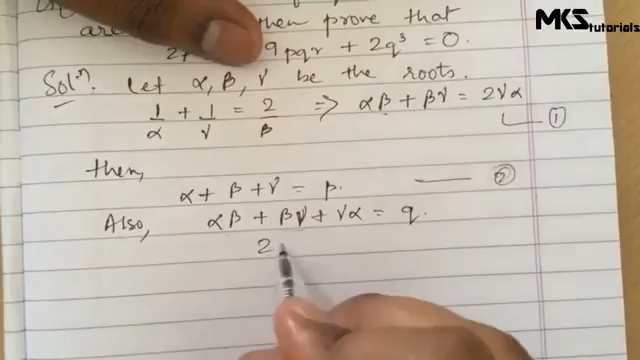 MKS tutorials
are then prove that
9pqr + 2q³ = 0.
Solⁿ. Let α, β, γ be the roots.
1/α + 1/γ = 2/β ⇒ αβ + βγ = 2γα
①
then,
α + β + γ = p. ②
Also, αβ + βγ + γα = q.
2